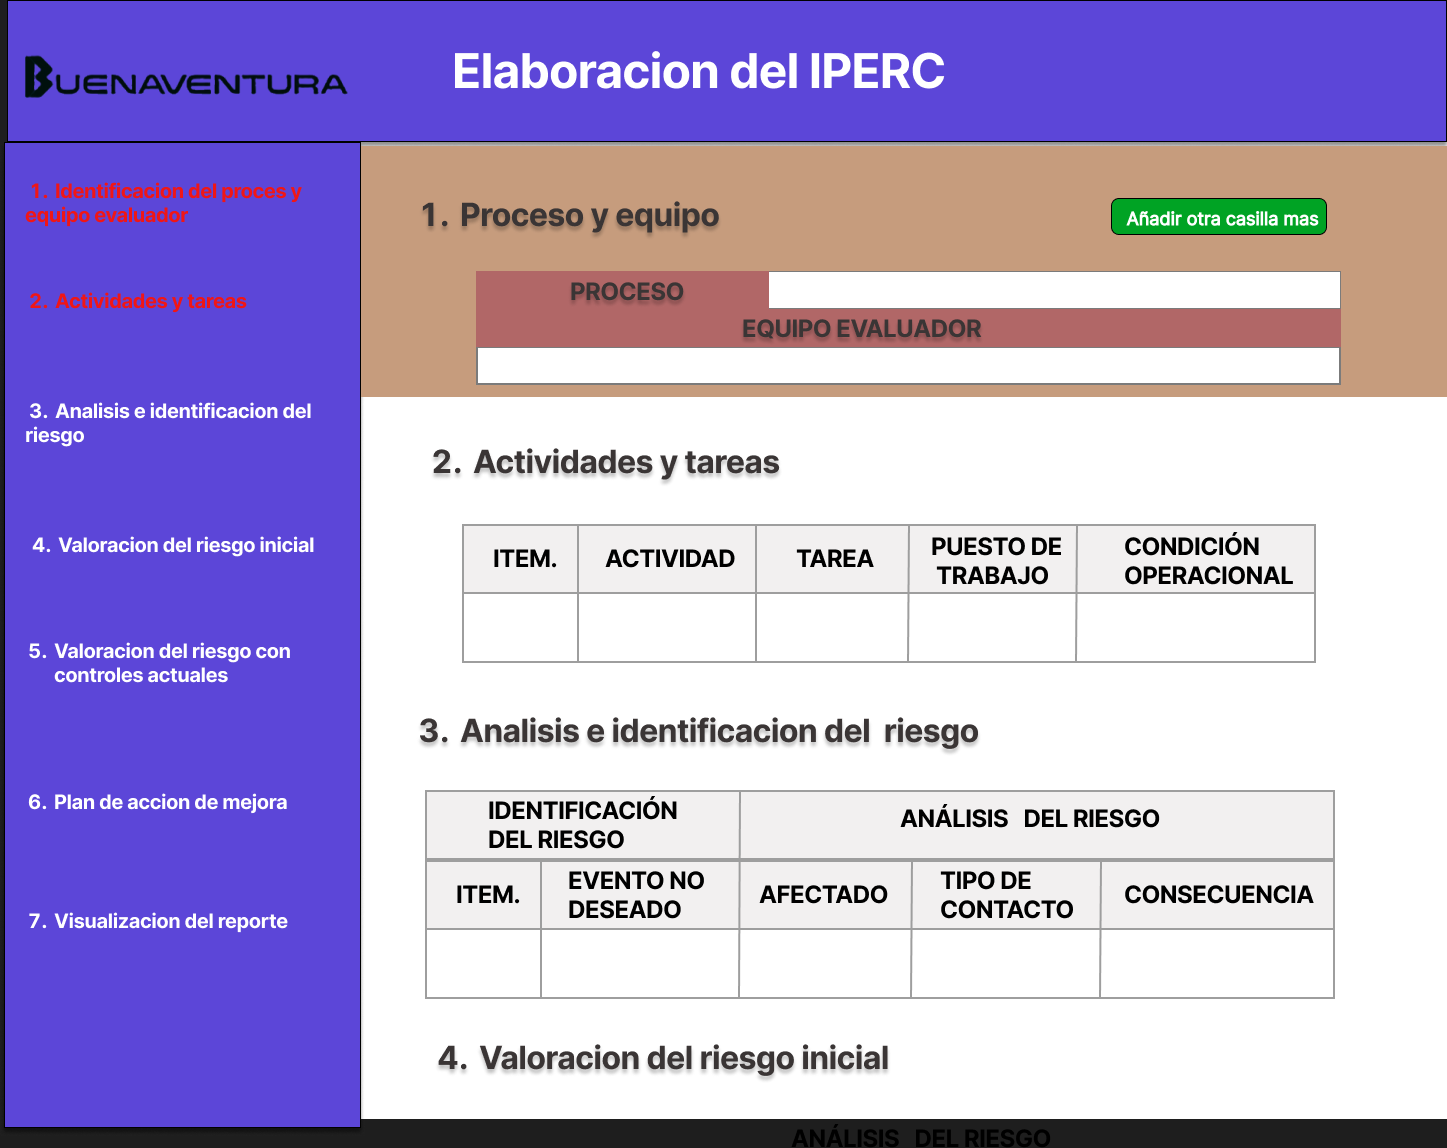 BUENAVENTURA
Elaboracion del IPERC
1. Identificacion del proces y
equipo evaluador
2. Actividades y tareas
3. Analisis e identificacion del
riesgo
4. Valoracion del riesgo inicial
5. Valoracion del riesgo con
controles actuales
6. Plan de accion de mejora
7. Visualizacion del reporte
1. Proceso y equipo
Añadir otra casilla mas
PROCESO
EQUIPO EVALUADOR
2. Actividades y tareas
ITEM.
ACTIVIDAD
TAREA
PUESTO DE
TRABAJO
CONDICIÓN
OPERACIONAL
3. Analisis e identificacion del riesgo
IDENTIFICACIÓN
DEL RIESGO
ANÁLISIS DEL RIESGO
ITEM.
EVENTO NO
DESEADO
AFECTADO
TIPO DE
CONTACTO
CONSECUENCIA
4. Valoracion del riesgo inicial
ANÁLISIS DEL RIESGO